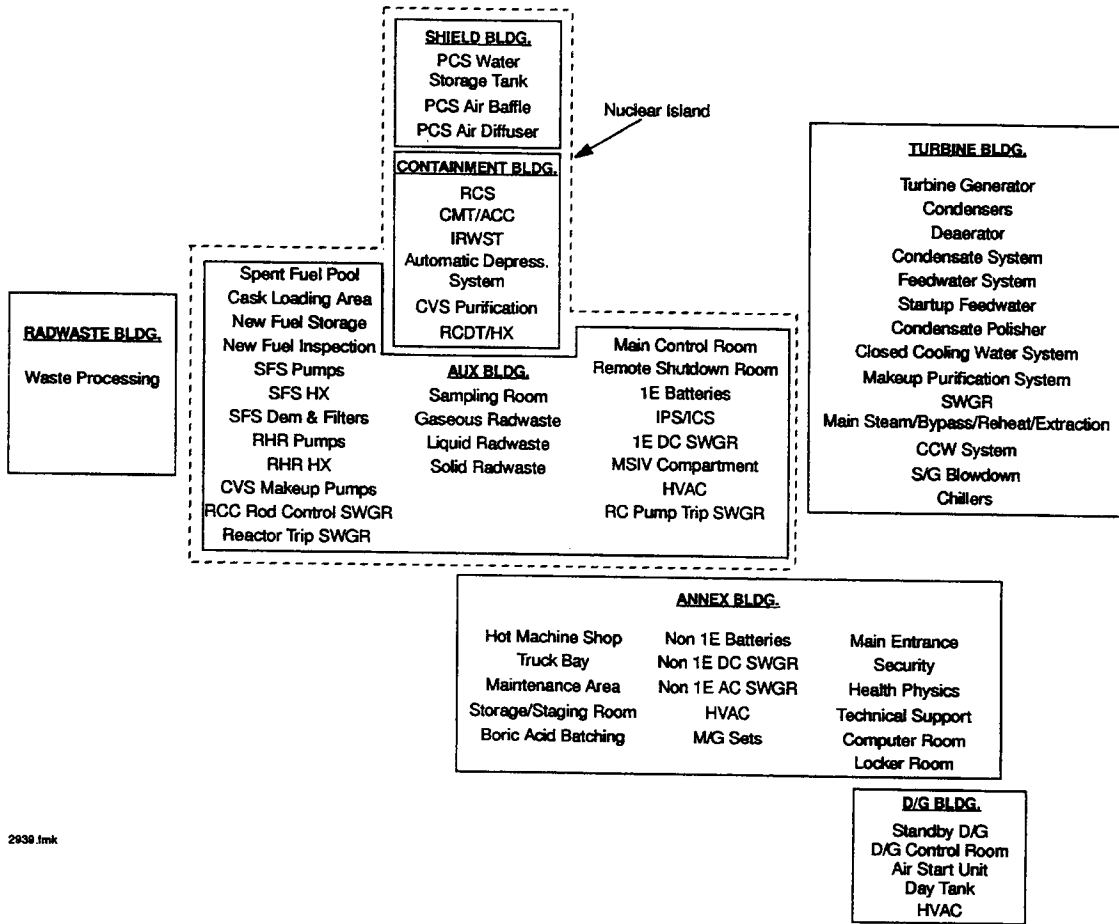 SHIELD BLDG.
PCS Water
Storage Tank
PCS Air Baffle
PCS Air Diffuser
Nuclear Island
CONTAINMENT BLDG.
RCS
CMT/ACC
IRWST
Automatic Depress.
System
CVS Purification
RCDT/HX
RADWASTE BLDG.
Waste Processing
Spent Fuel Pool
Cask Loading Area
New Fuel Storage
New Fuel Inspection
SFS Pumps
SFS HX
SFS Dem & Filters
RHR Pumps
RHR HX
CVS Makeup Pumps
RCC Rod Control SWGR
Reactor Trip SWGR
AUX BLDG.
Sampling Room
Gaseous Radwaste
Liquid Radwaste
Solid Radwaste
Main Control Room
Remote Shutdown Room
1E Batteries
IPS/ICS
1E DC SWGR
MSIV Compartment
HVAC
RC Pump Trip SWGR
TURBINE BLDG.
Turbine Generator
Condensers
Deaerator
Condensate System
Feedwater System
Startup Feedwater
Condensate Polisher
Closed Cooling Water System
Makeup Purification System
SWGR
Main Steam/Bypass/Reheat/Extraction
CCW System
S/G Blowdown
Chillers
ANNEX BLDG.
Hot Machine Shop
Truck Bay
Maintenance Area
Storage/Staging Room
Boric Acid Batching
Non 1E Batteries
Non 1E DC SWGR
Non 1E AC SWGR
HVAC
M/G Sets
Main Entrance
Security
Health Physics
Technical Support
Computer Room
Locker Room
D/G BLDG.
Standby D/G
D/G Control Room
Air Start Unit
Day Tank
HVAC
2939.fmk